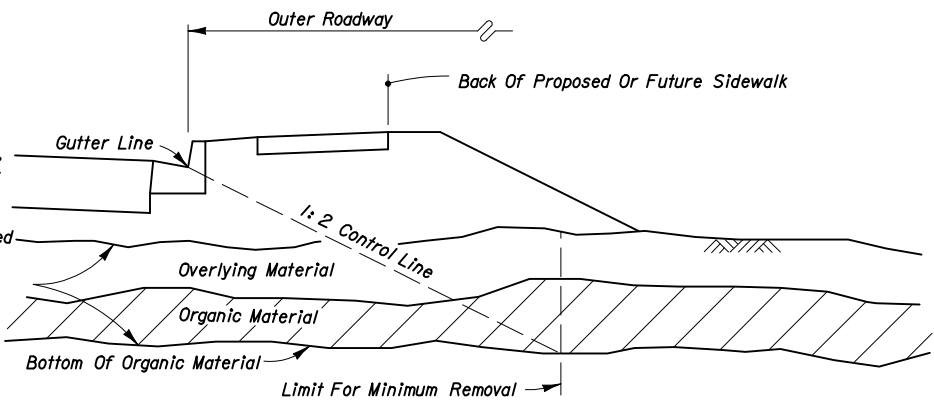 Outer Roadway
Back Of Proposed Or Future Sidewalk
Gutter Line
1:2 Control Line
Overlying Material
Organic Material
Bottom Of Organic Material
Limit For Minimum Removal